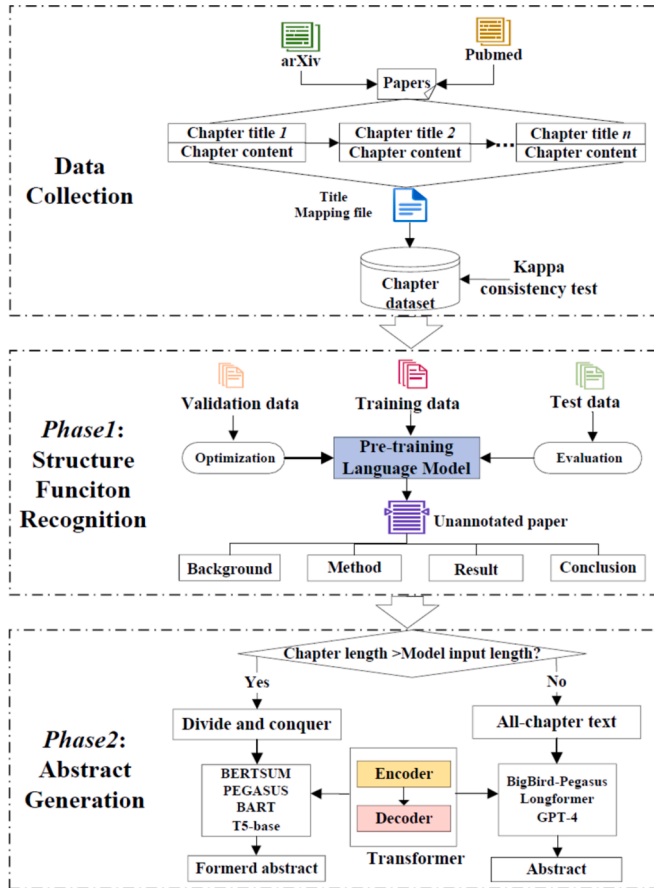 arXiv
Pubmed
Papers
Chapter title 1
Chapter content
Chapter title 2
Chapter content
...
Chapter title n
Chapter content
Data
Collection
Title
Mapping file
Chapter
dataset
Kappa
consistency test
Phase1:
Structure
Funciton
Recognition
Validation data
Training data
Test data
Optimization
Pre-training
Language Model
Evaluation
Unannotated paper
Background
Method
Result
Conclusion
Phase2:
Abstract
Generation
Chapter length >Model input length?
Yes
No
Divide and conquer
All-chapter text
BERTSUM
PEGASUS
BART
T5-base
Encoder
Decoder
Transformer
BigBird-Pegasus
Longformer
GPT-4
Formerd abstract
Abstract